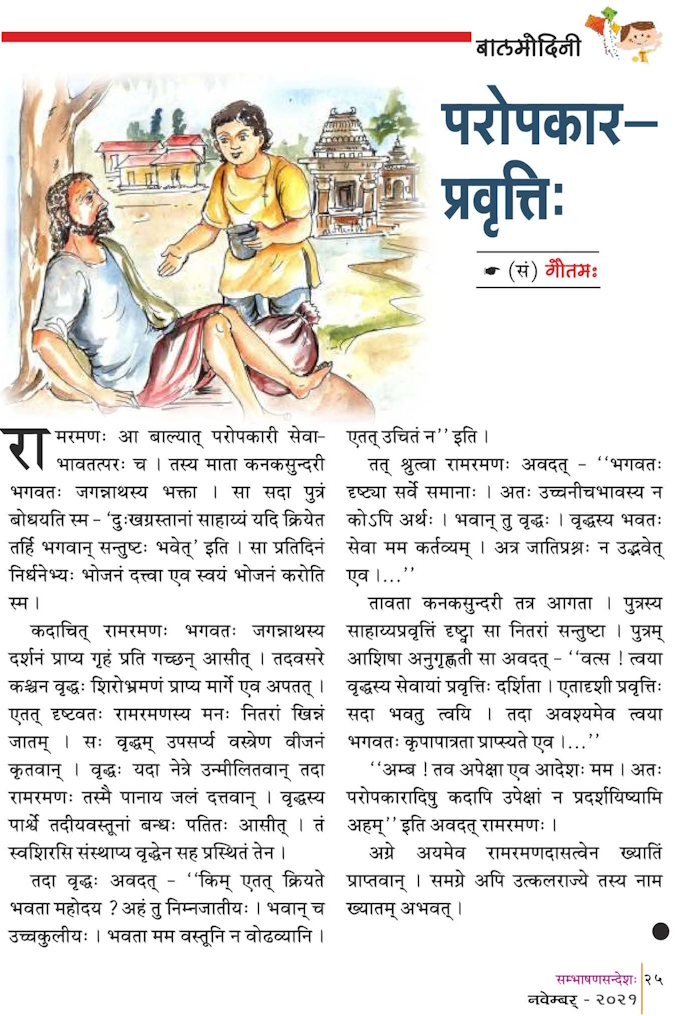 बालमोदिनी
परोपकार-
प्रवृत्तिः
☛ (सं) गौतमः
रामरमणः आ बाल्यात् परोपकारी सेवा-
भावतत्परः च । तस्य माता कनकसुन्दरी
भगवतः जगन्नाथस्य भक्ता । सा सदा पुत्रं
बोधयति स्म - ‘दुःखग्रस्तानां साहाय्यं यदि क्रियेत
तर्हि भगवान् सन्तुष्टः भवेत्’ इति । सा प्रतिदिनं
निर्धनेभ्यः भोजनं दत्त्वा एव स्वयं भोजनं करोति
स्म ।
कदाचित् रामरमणः भगवतः जगन्नाथस्य
दर्शनं प्राप्य गृहं प्रति गच्छन् आसीत् । तदवसरे
कश्चन वृद्धः शिरोभ्रमणं प्राप्य मार्गे एव अपतत् ।
एतत् दृष्टवतः रामरमणस्य मनः नितरां खिन्नं
जातम् । सः वृद्धम् उपसर्प्य वस्त्रेण वीजनं
कृतवान् । वृद्धः यदा नेत्रे उन्मीलितवान् तदा
रामरमणः तस्मै पानाय जलं दत्तवान् । वृद्धस्य
पार्श्वे तदीयवस्तूनां बन्धः पतितः आसीत् । तं
स्वशिरसि संस्थाप्य वृद्धेन सह प्रस्थितं तेन ।
तदा वृद्धः अवदत् - ‘‘किम् एतत् क्रियते
भवता महोदय ? अहं तु निम्नजातीयः । भवान् च
उच्चकुलीयः । भवता मम वस्तूनि न वोढव्यानि ।
एतत् उचितं न’’ इति ।
तत् श्रुत्वा रामरमणः अवदत् - ‘‘भगवतः
दृष्ट्या सर्वे समानाः । अतः उच्चनीचभावस्य न
कोऽपि अर्थः । भवान् तु वृद्धः । वृद्धस्य भवतः
सेवा मम कर्तव्यम् । अत्र जातिप्रश्नः न उद्भवेत्
एव ।...’’
तावता कनकसुन्दरी तत्र आगता । पुत्रस्य
साहाय्यप्रवृत्तिं दृष्ट्वा सा नितरां सन्तुष्टा । पुत्रम्
आशिषा अनुगृह्णती सा अवदत् - ‘‘वत्स ! त्वया
वृद्धस्य सेवायां प्रवृत्तिः दर्शिता । एतादृशी प्रवृत्तिः
सदा भवतु त्वयि । तदा अवश्यमेव त्वया
भगवतः कृपापात्रता प्राप्स्यते एव ।...’’
‘‘अम्ब ! तव अपेक्षा एव आदेशः मम । अतः
परोपकारादिषु कदापि उपेक्षां न प्रदर्शयिष्यामि
अहम्’’ इति अवदत् रामरमणः ।
अग्रे अयमेव रामरमणदासत्वेन ख्यातिं
प्राप्तवान् । समग्रे अपि उत्कलराज्ये तस्य नाम
ख्यातम् अभवत् ।
सम्भाषणसन्देशः २५
नवेम्बर् - २०२१